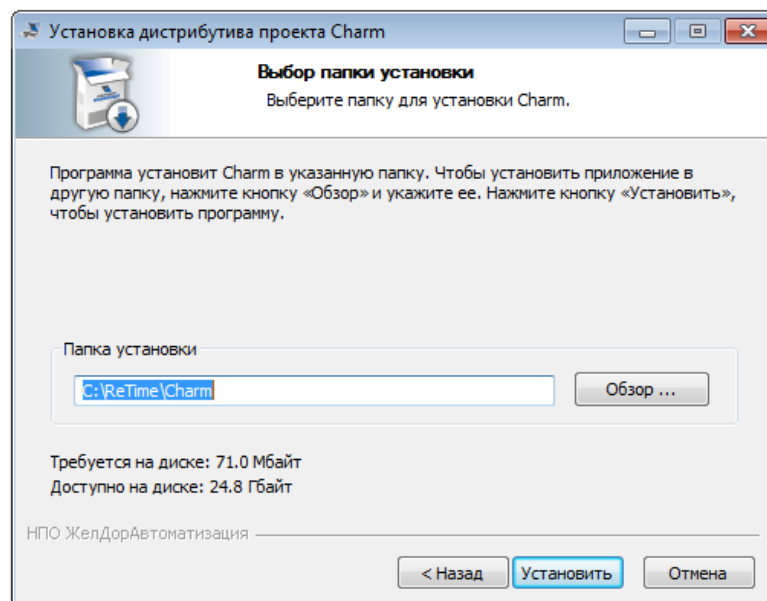 Установка дистрибутива проекта Charm
Выбор папки установки
Выберите папку для установки Charm.
Программа установит Charm в указанную папку. Чтобы установить приложение в
другую папку, нажмите кнопку «Обзор» и укажите ее. Нажмите кнопку «Установить»,
чтобы установить программу.
Папка установки
C:\ReTime\Charm
Обзор ...
Требуется на диске: 71.0 Мбайт
Доступно на диске: 24.8 Гбайт
НПО ЖелДорАвтоматизация
< Назад
Установить
Отмена